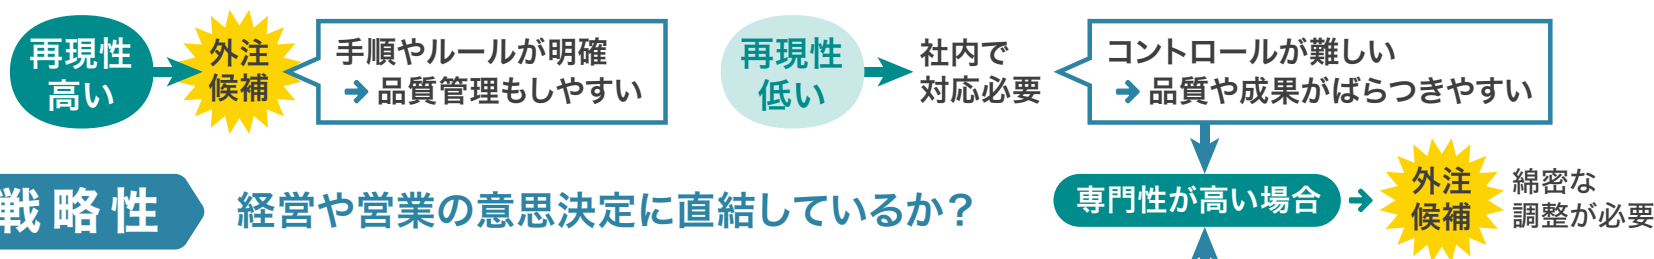 再現性
高い
外注
候補
手順やルールが明確
➔ 品質管理もしやすい
再現性
低い
社内で
対応必要
コントロールが難しい
➔ 品質や成果がばらつきやすい
専門性が高い場合
外注
候補
綿密な
調整が必要
戦略性
経営や営業の意思決定に直結しているか？